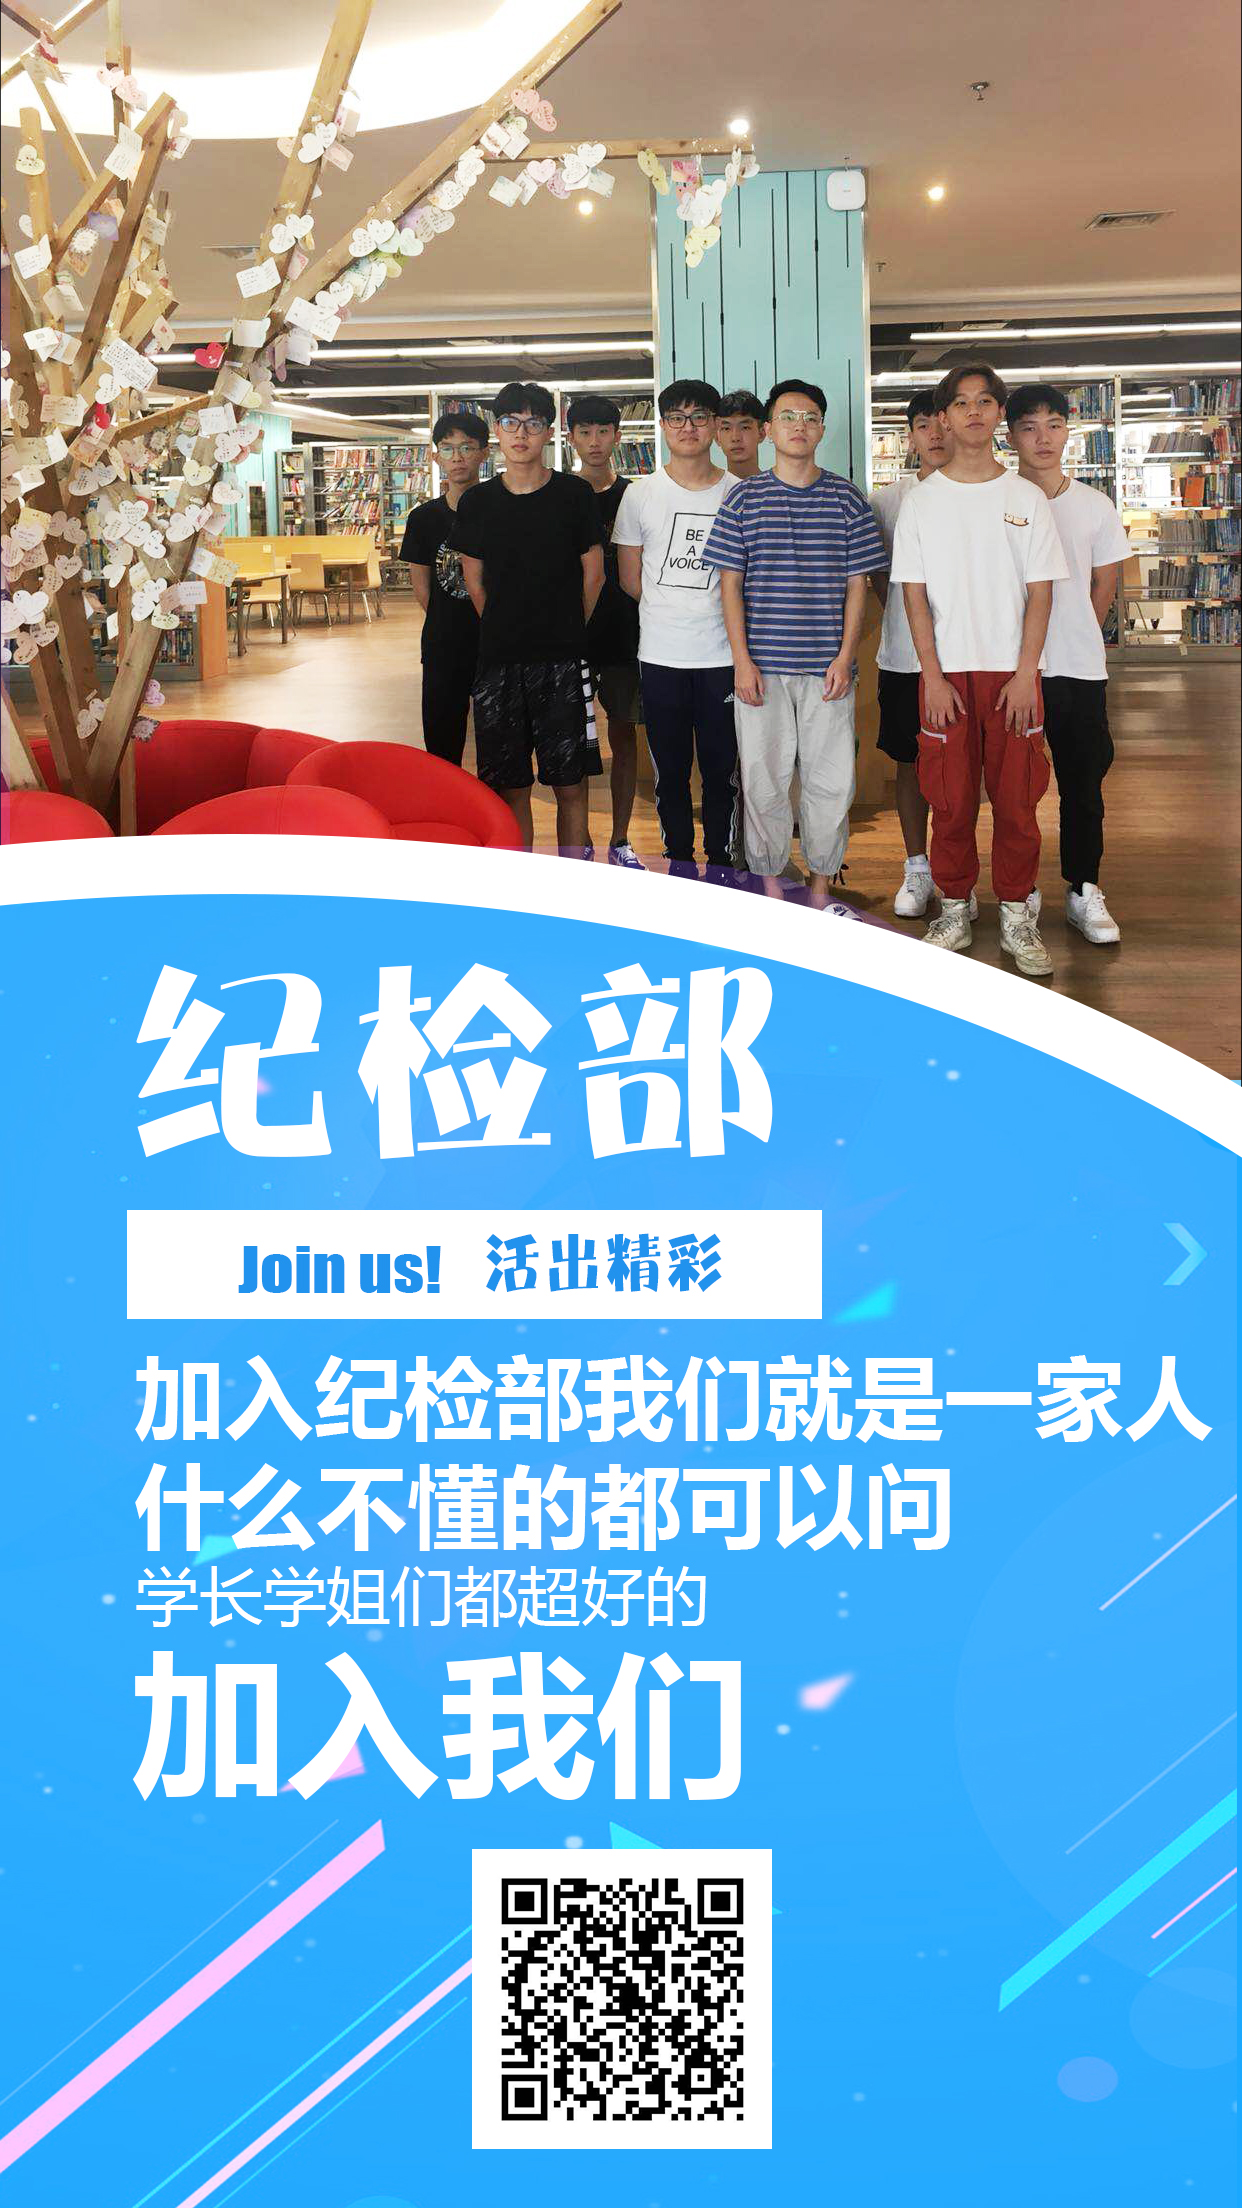 BE
A
VOICE
纪检部
Join us! 活出精彩
加入纪检部我们就是一家人
什么不懂的都可以问
学长学姐们都超好的
加入我们